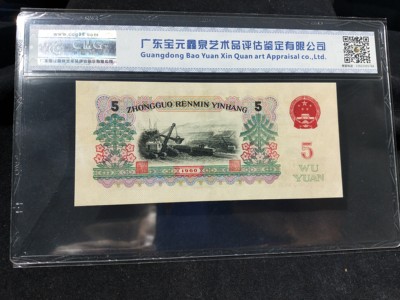 广东宝元鑫泉艺术品评估鉴定有限公司
Guangdong Bao Yuan Xin Quan art Appraisal co.,Ltd.
5 ZHONGGUO RENMIN YINHANG 5
5
WU
YUAN
1960